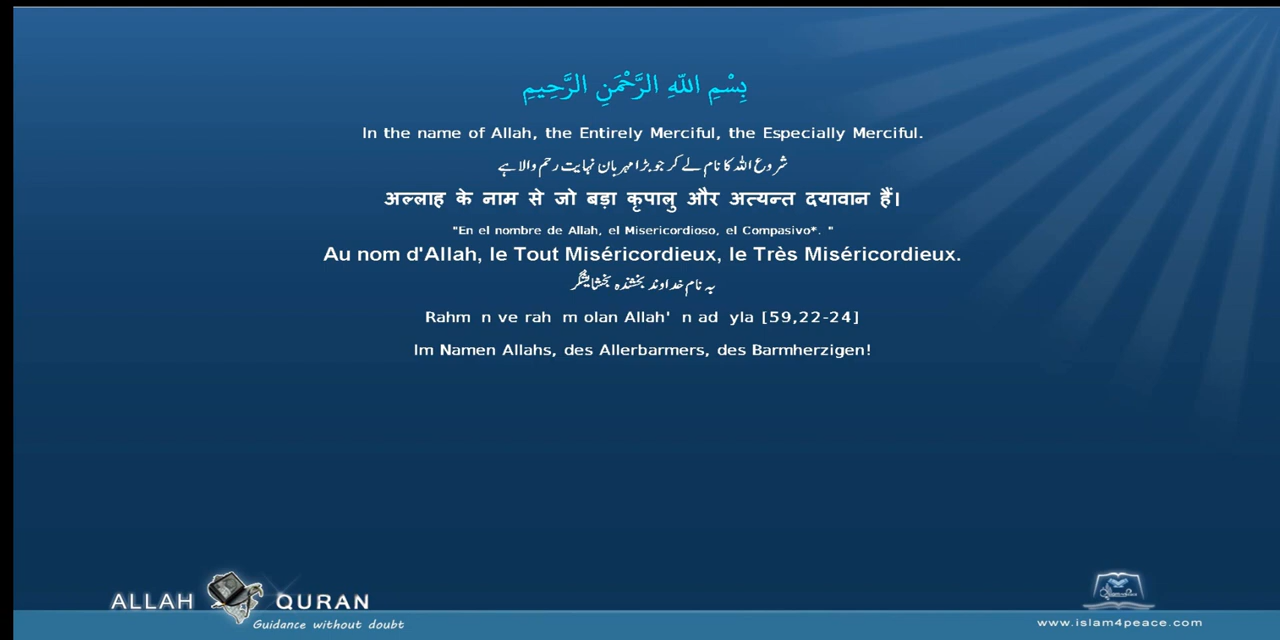 بِسْمِ اللّٰهِ الرَّحْمَنِ الرَّحِيمِ
In the name of Allah, the Entirely Merciful, the Especially Merciful.
شروع الله کا نام لے کر جو بڑا مہربان نہایت رحم والا ہے
अल्लाह के नाम से जो बड़ा कृपालु और अत्यन्त दयावान हैं।
"En el nombre de Allah, el Misericordioso, el Compasivo*. "
Au nom d'Allah, le Tout Miséricordieux, le Très Miséricordieux.
به نام خداوند بخشنده بخشایشگر
Rahm n ve rah m olan Allah' n ad yla [59,22-24]
Im Namen Allahs, des Allerbarmers, des Barmherzigen!
ALLAH QURAN
Guidance without doubt
www.islam4peace.com